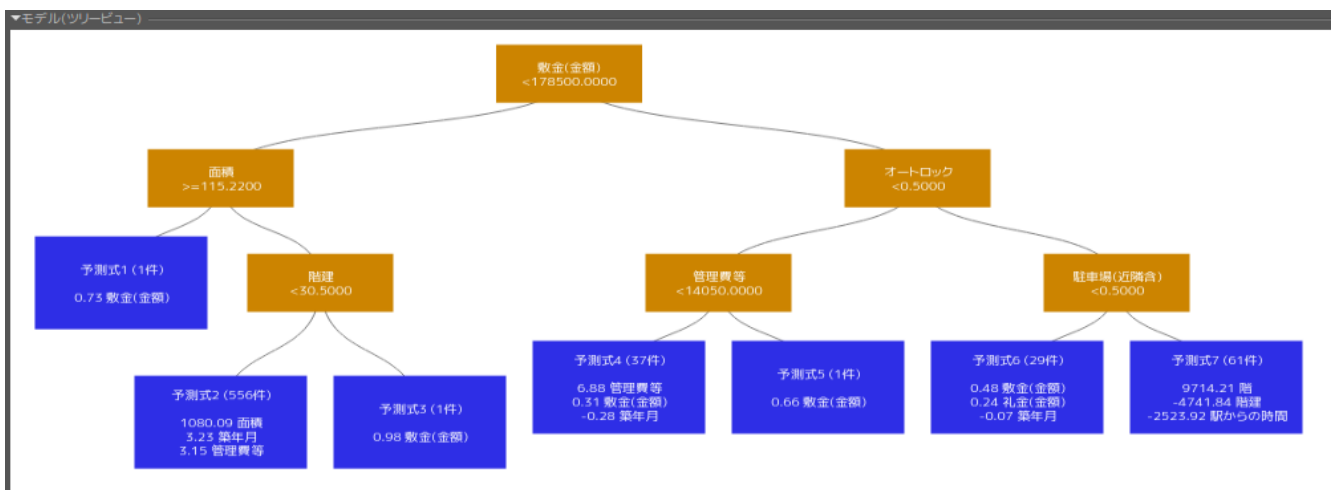 ▼モデル(ツリービュー)
敷金(金額)
<178500.0000
面積
>=115.2200
オートロック
<0.5000
予測式1 (1件)
0.73 敷金(金額)
階建
<30.5000
管理費等
<14050.0000
駐車場(近隣含)
<0.5000
予測式2 (556件)
1080.09 面積
3.23 築年月
3.15 管理費等
予測式3 (1件)
0.98 敷金(金額)
予測式4 (37件)
6.88 管理費等
0.31 敷金(金額)
-0.28 築年月
予測式5 (1件)
0.66 敷金(金額)
予測式6 (29件)
0.48 敷金(金額)
0.24 礼金(金額)
-0.07 築年月
予測式7 (61件)
9714.21 階
-4741.84 階建
-2523.92 駅からの時間